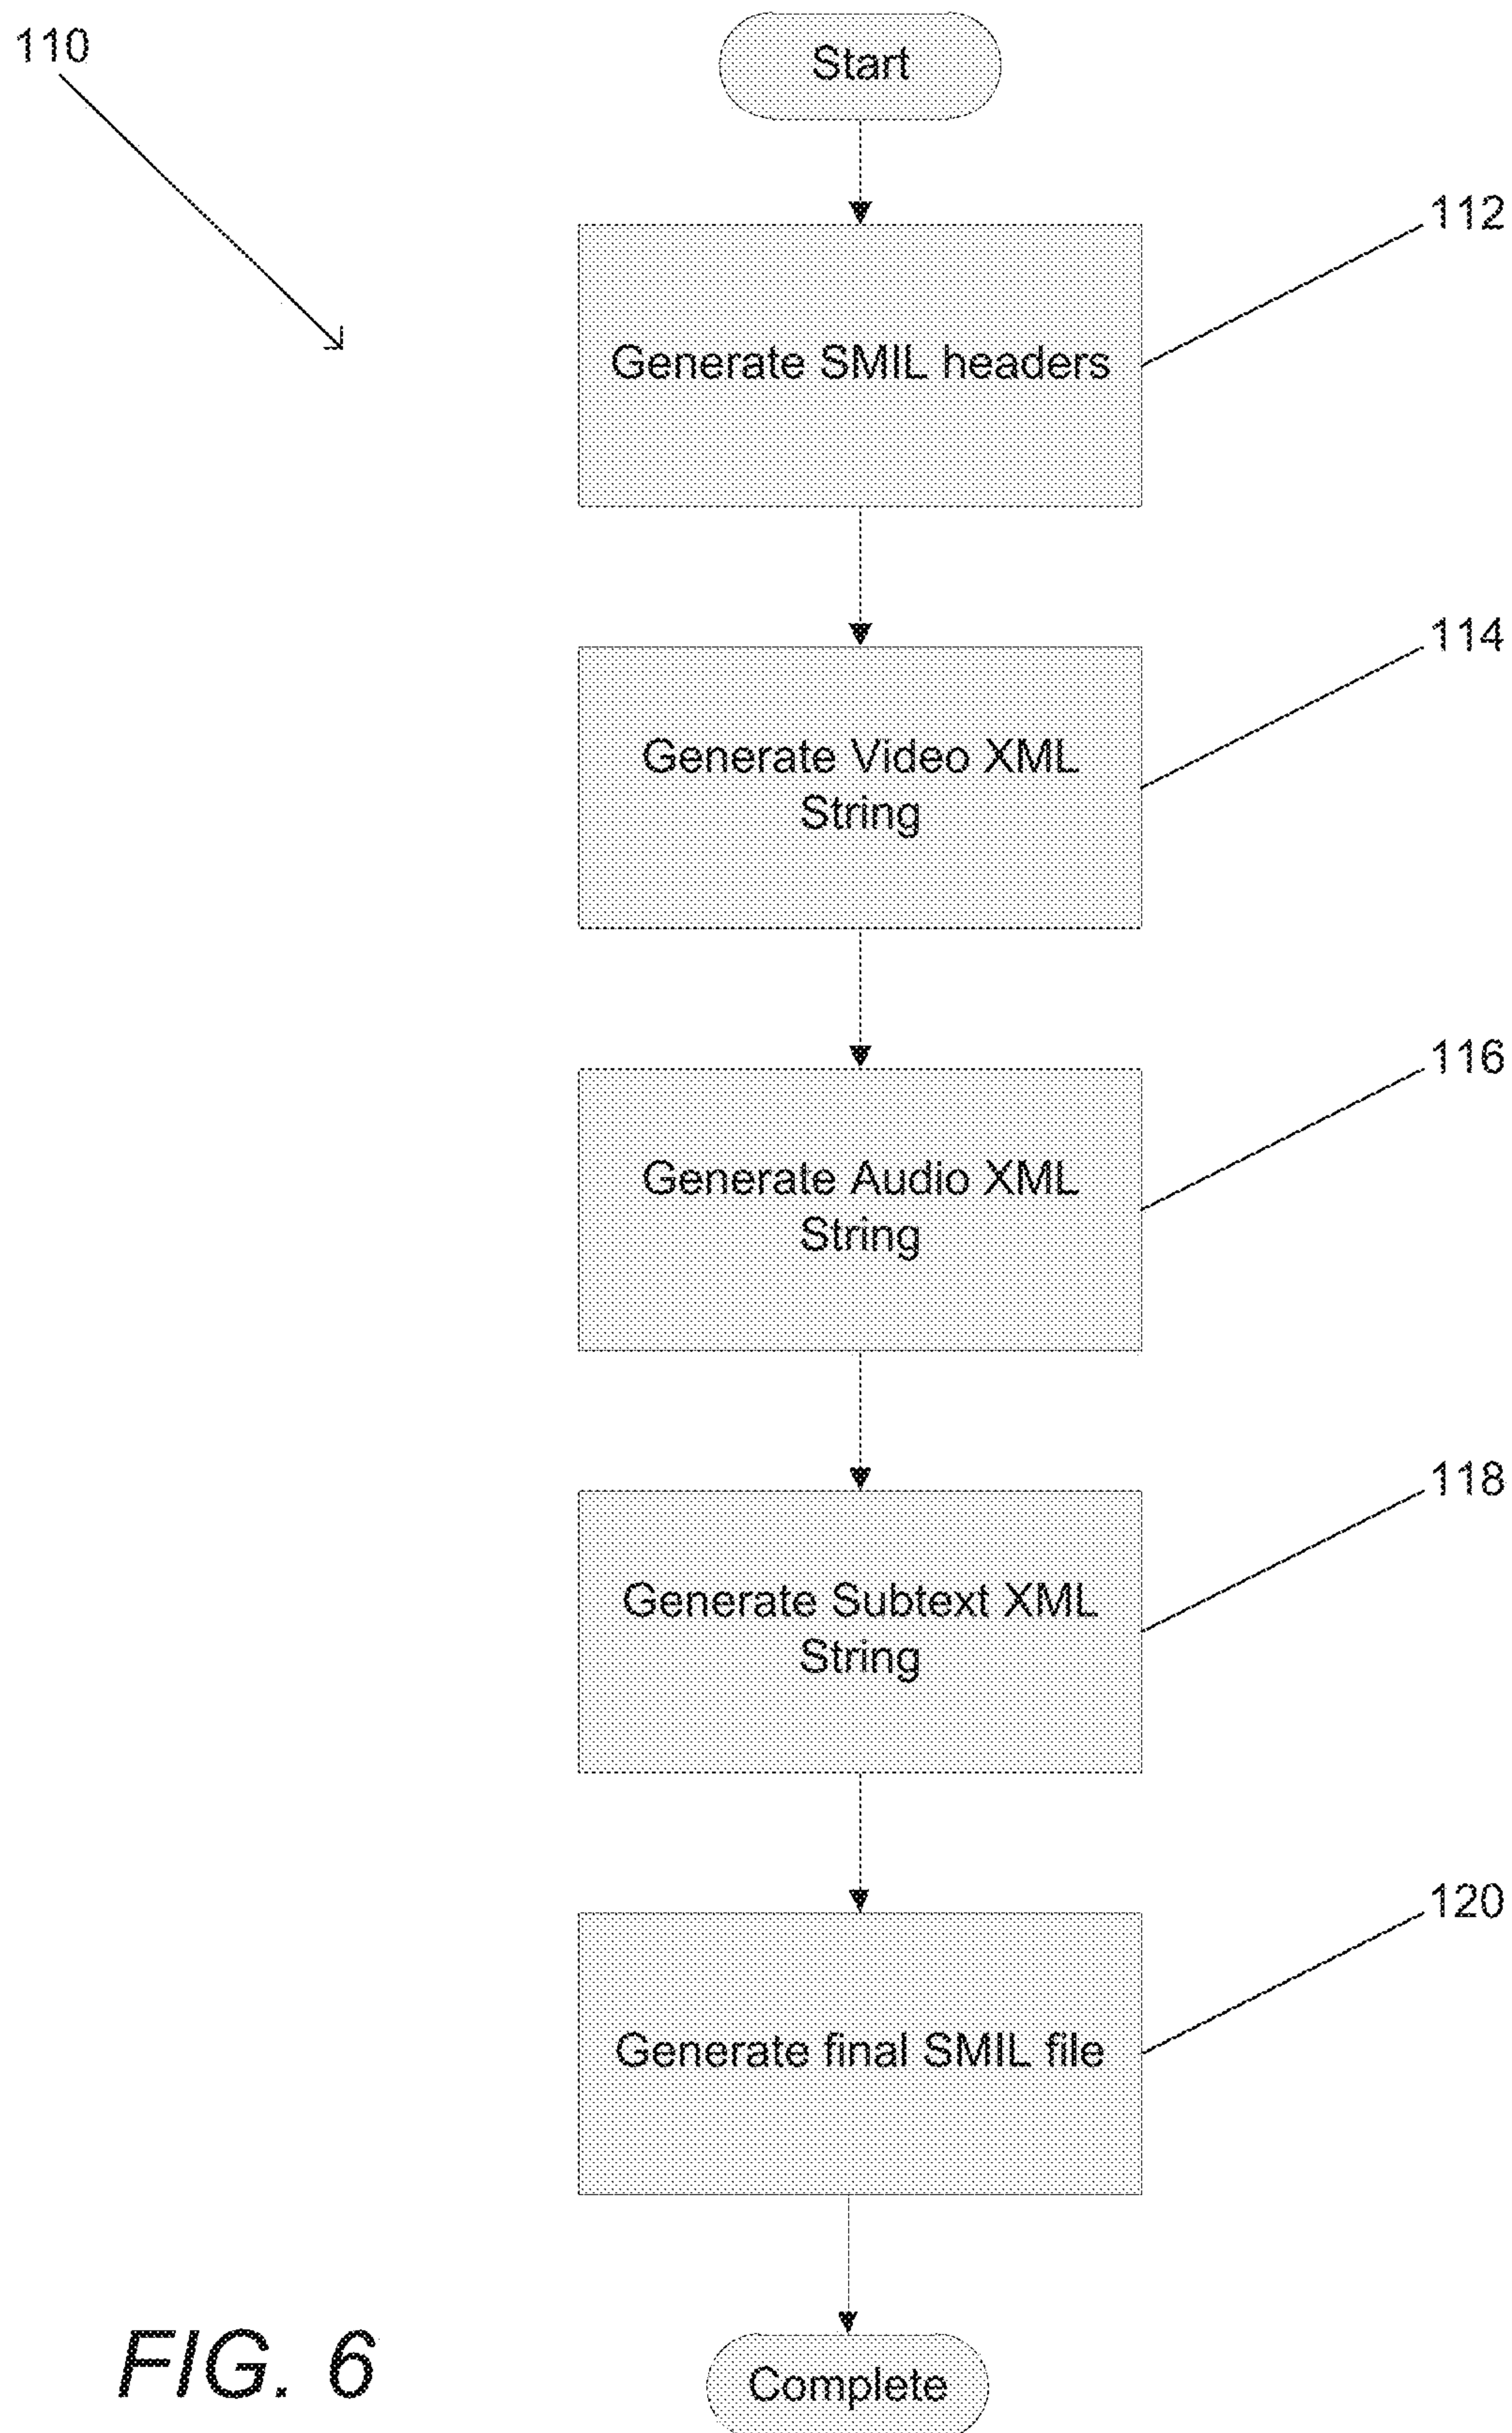 110
Start
112
Generate SMIL headers
114
Generate Video XML
String
116
Generate Audio XML
String
118
Generate Subtext XML
String
120
Generate final SMIL file
FIG. 6
Complete